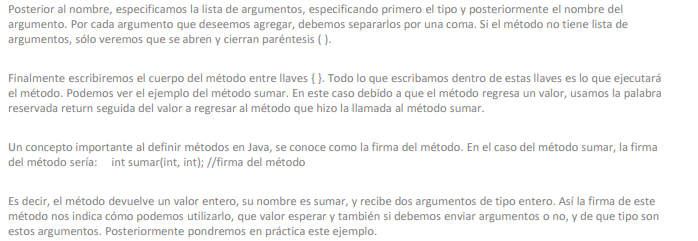 Posterior al nombre, especificamos la lista de argumentos, especificando primero el tipo y posteriormente el nombre del
argumento. Por cada argumento que deseemos agregar, debemos separarlos por una coma. Si el método no tiene lista de
argumentos, sólo veremos que se abren y cierran paréntesis ( ).
Finalmente escribiremos el cuerpo del método entre llaves { }. Todo lo que escribamos dentro de estas llaves es lo que ejecutará
el método. Podemos ver el ejemplo del método sumar. En este caso debido a que el método regresa un valor, usamos la palabra
reservada return seguida del valor a regresar al método que hizo la llamada al método sumar.
Un concepto importante al definir métodos en Java, se conoce como la firma del método. En el caso del método sumar, la firma
del método sería: int sumar(int, int); //firma del método
Es decir, el método devuelve un valor entero, su nombre es sumar, y recibe dos argumentos de tipo entero. Así la firma de este
método nos indica cómo podemos utilizarlo, que valor esperar y también si debemos enviar argumentos o no, y de que tipo son
estos argumentos. Posteriormente pondremos en práctica este ejemplo.